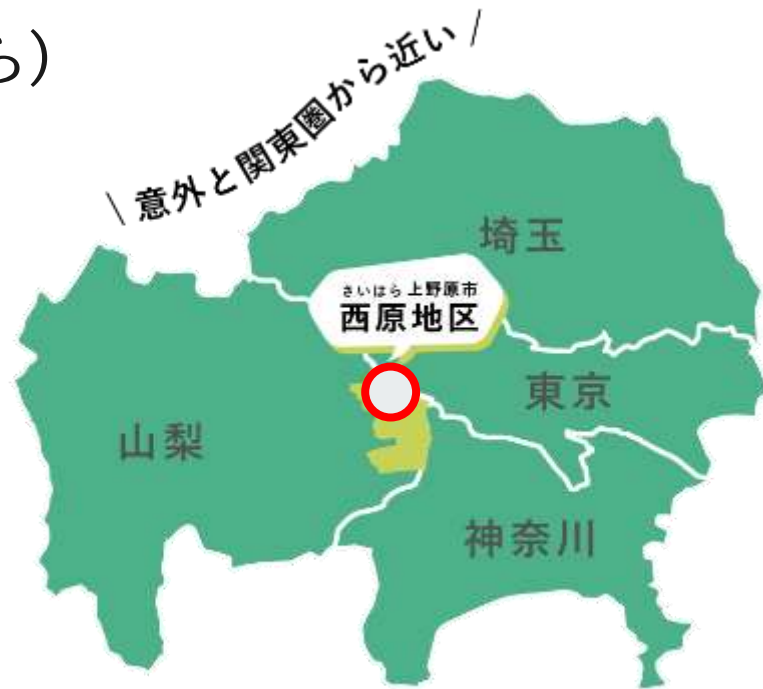 ら)
\ 意外と関東圏から近い /
埼玉
さいはら 上野原市
西原地区
東京
山梨
神奈川